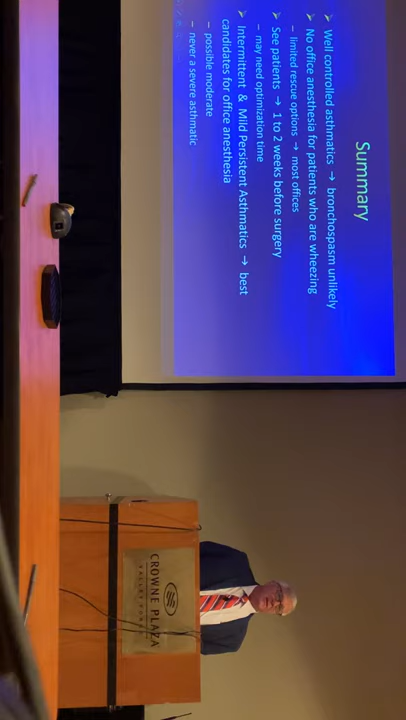 Summary
➢ Well controlled asthmatics → bronchospasm unlikely
➢ No office anesthesia for patients who are wheezing
– limited rescue options → most offices
➢ See patients → 1 to 2 weeks before surgery
– may need optimization time
➢ Intermittent & Mild Persistent Asthmatics → best
candidates for office anesthesia
– possible moderate
– never a severe asthmatic
CROWNE PLAZA
VALLEY FORGE